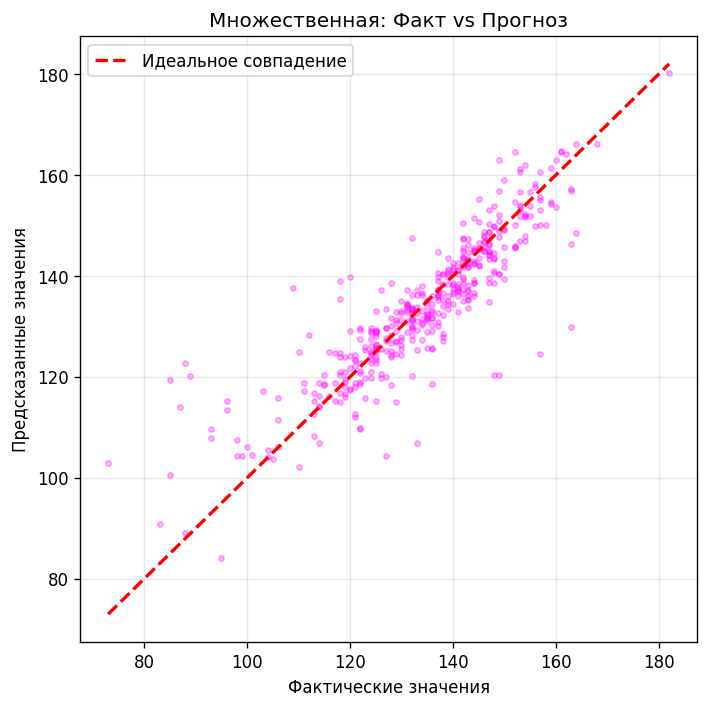 Множественная: Факт vs Прогноз
Идеальное совпадение
180
160
140
120
100
80
Предсказанные значения
80 100 120 140 160 180
Фактические значения